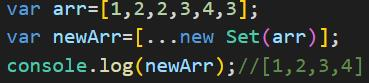 var arr=[1,2,2,3,4,3];
var newArr=[...new Set(arr)];
console.log(newArr);//[1,2,3,4]